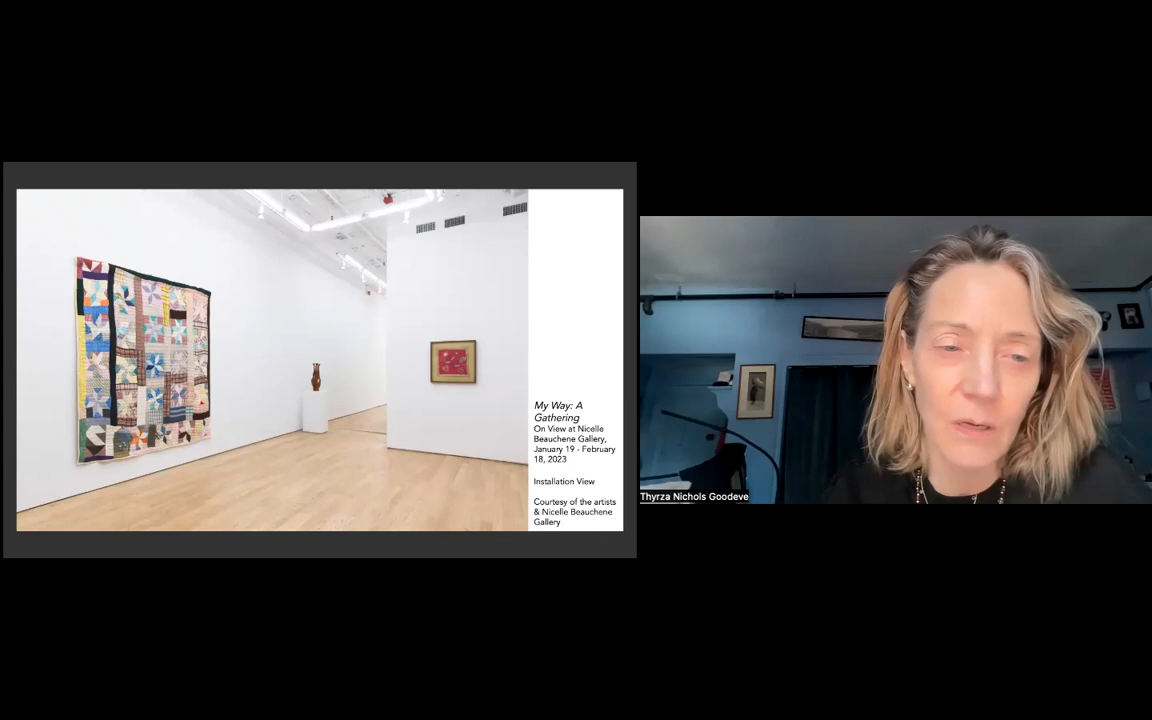 My Way: A
Gathering
On View at Nicelle
Beauchene Gallery,
January 19 - February
18, 2023
Installation View
Courtesy of the artists
& Nicelle Beauchene
Gallery
Thyrza Nichols Goodeve